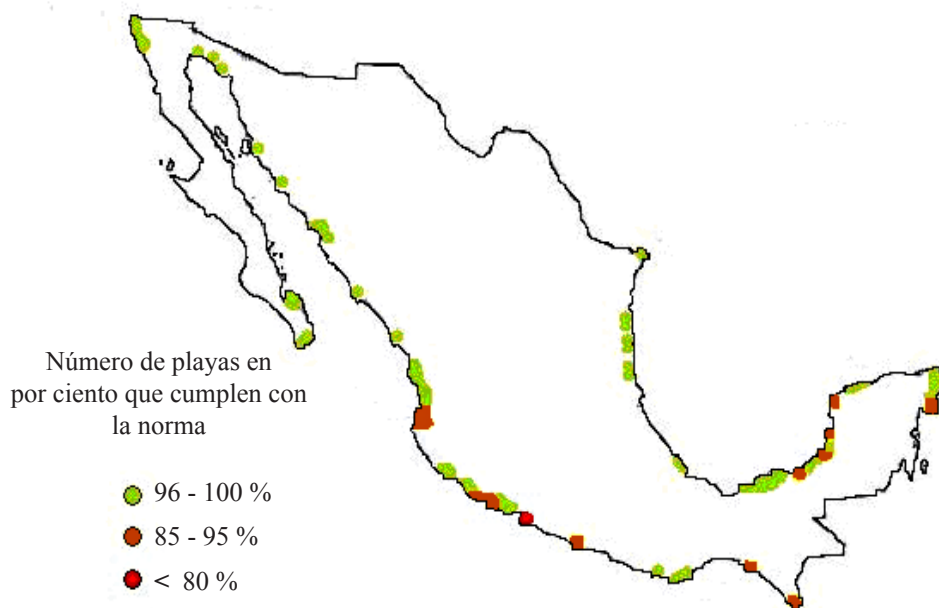 Número de playas en
por ciento que cumplen con
la norma
96 - 100 %
85 - 95 %
< 80 %